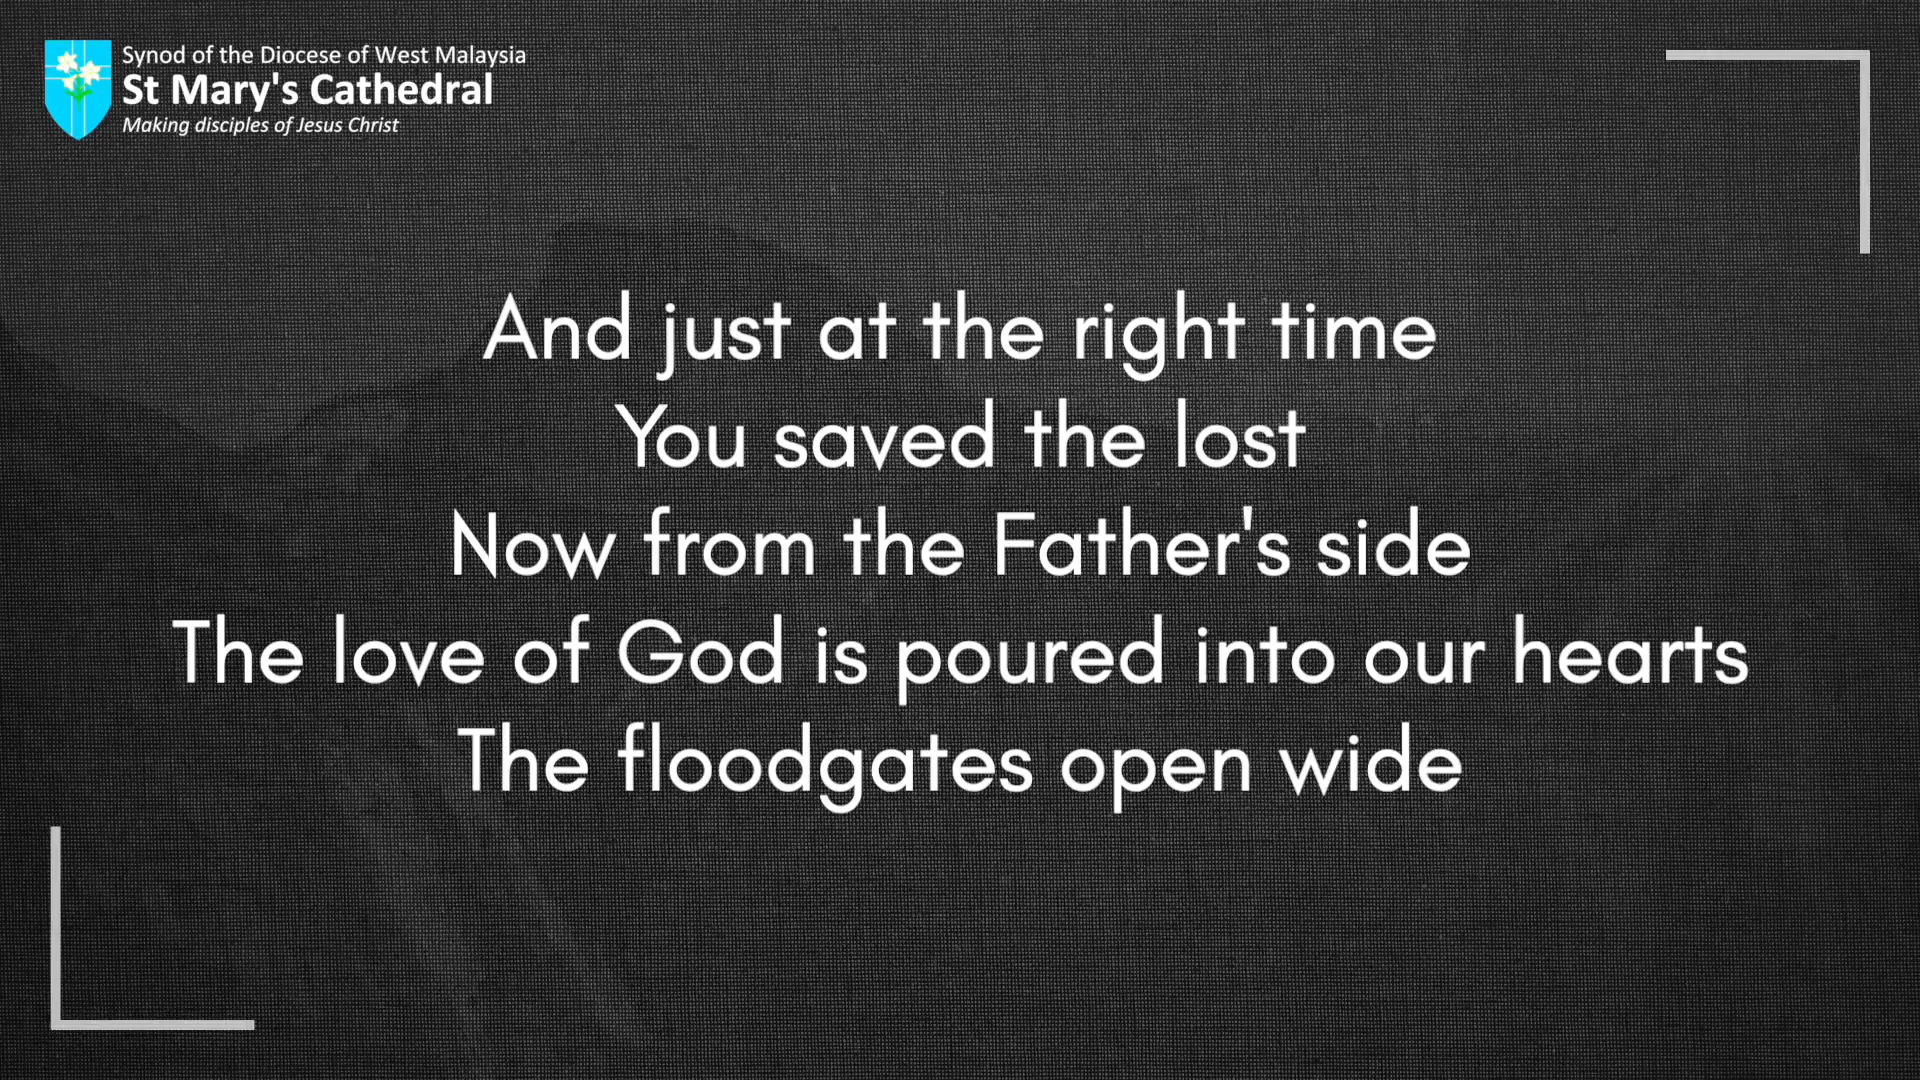 Synod of the Diocese of West Malaysia
St Mary's Cathedral
Making disciples of Jesus Christ
And just at the right time
You saved the lost
Now from the Father's side
The love of God is poured into our hearts
The floodgates open wide